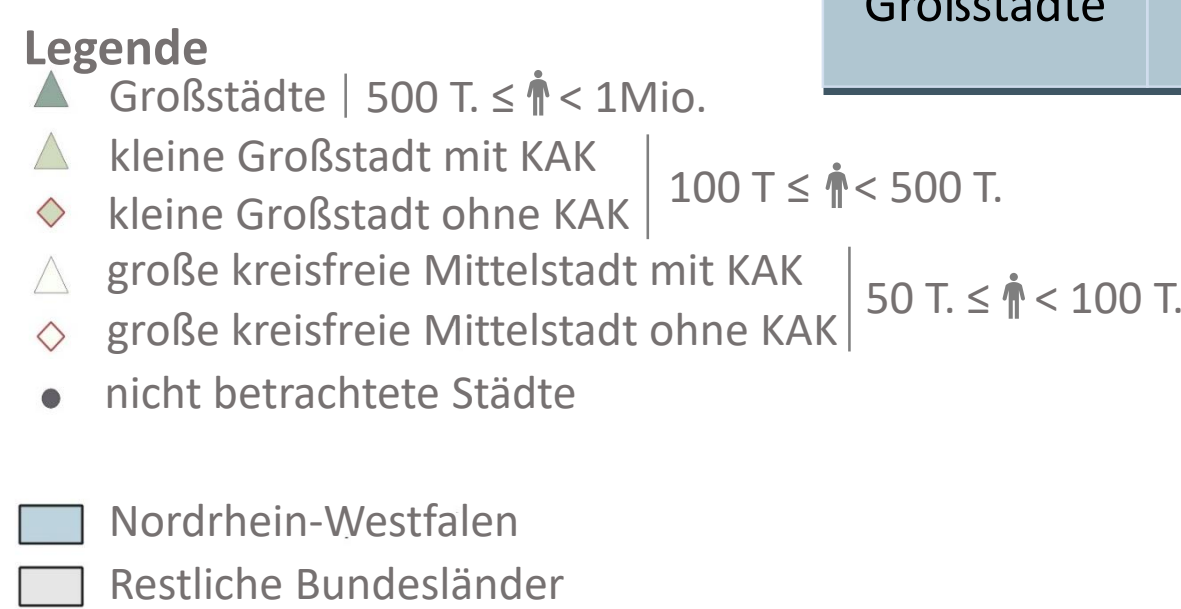 Großstädte
Legende
Großstädte | 500 T. ≤ < 1Mio.
kleine Großstadt mit KAK
kleine Großstadt ohne KAK
100 T ≤ < 500 T.
große kreisfreie Mittelstadt mit KAK
große kreisfreie Mittelstadt ohne KAK
50 T. ≤ < 100 T.
nicht betrachtete Städte
Nordrhein-Westfalen
Restliche Bundesländer